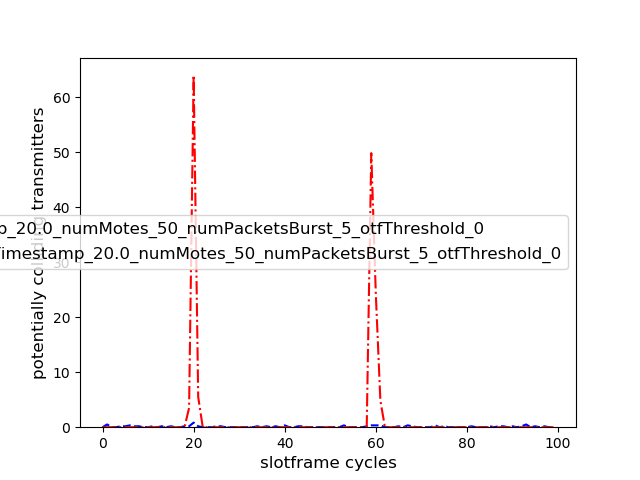 60
50
40
30
20
10
0
potentially colliding transmitters
p_20.0_numMotes_50_numPacketsBurst_5_otfThreshold_0
imestamp_20.0_numMotes_50_numPacketsBurst_5_otfThreshold_0
0 20 40 60 80 100
slotframe cycles